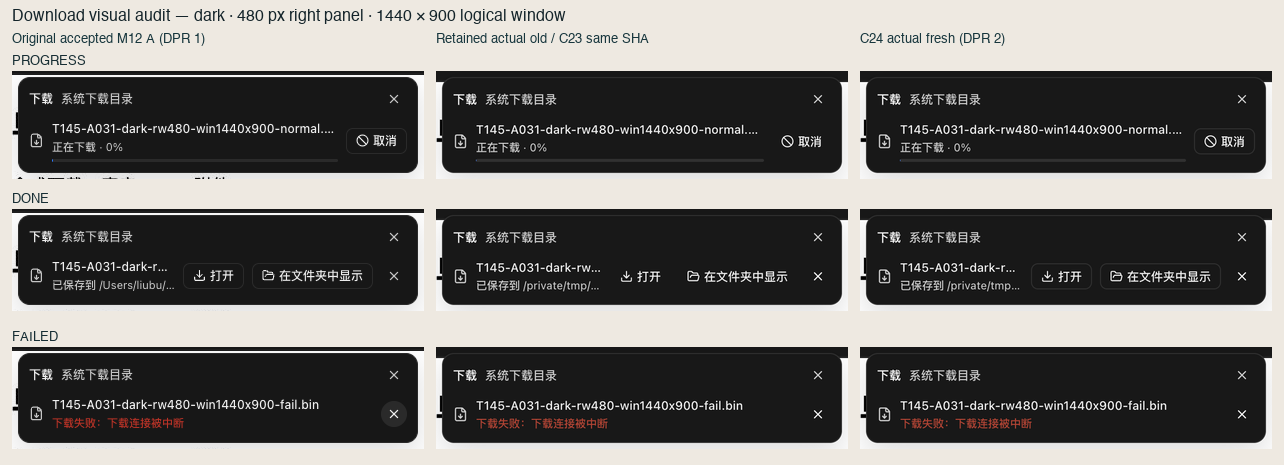 Download visual audit — dark · 480 px right panel · 1440 × 900 logical window
Original accepted M12 A (DPR 1)
Retained actual old / C23 same SHA
C24 actual fresh (DPR 2)
PROGRESS
下载 系统下载目录
T145-A031-dark-rw480-win1440x900-normal....
正在下载 · 0%
取消
下载 系统下载目录
T145-A031-dark-rw480-win1440x900-normal....
正在下载 · 0%
取消
下载 系统下载目录
T145-A031-dark-rw480-win1440x900-normal....
正在下载 · 0%
取消
DONE
下载 系统下载目录
T145-A031-dark-r...
已保存到 /Users/liubu/...
打开
在文件夹中显示
下载 系统下载目录
T145-A031-dark-rw...
已保存到 /private/tmp/...
打开
在文件夹中显示
下载 系统下载目录
T145-A031-dark-r...
已保存到 /private/tmp...
打开
在文件夹中显示
FAILED
下载 系统下载目录
T145-A031-dark-rw480-win1440x900-fail.bin
下载失败：下载连接被中断
下载 系统下载目录
T145-A031-dark-rw480-win1440x900-fail.bin
下载失败：下载连接被中断
下载 系统下载目录
T145-A031-dark-rw480-win1440x900-fail.bin
下载失败：下载连接被中断